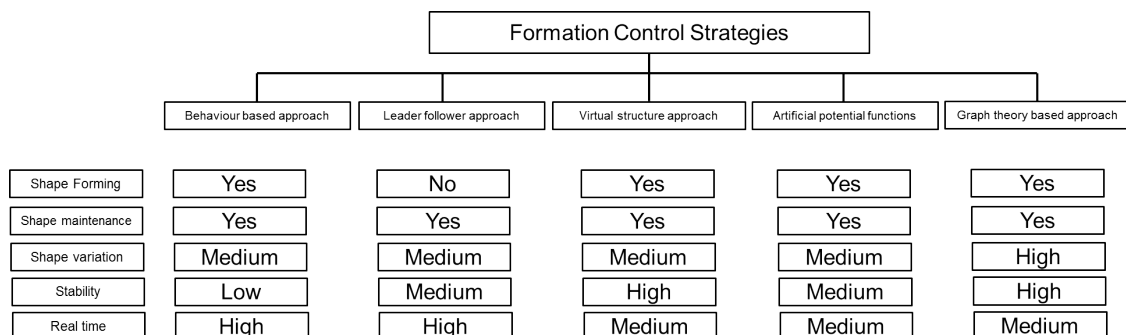 Formation Control Strategies
Behaviour based approach Leader follower approach Virtual structure approach Artificial potential functions Graph theory based approach
Shape Forming Yes No Yes Yes Yes
Shape maintenance Yes Yes Yes Yes Yes
Shape variation Medium Medium Medium Medium High
Stability Low Medium High Medium High
Real time High High Medium Medium Medium